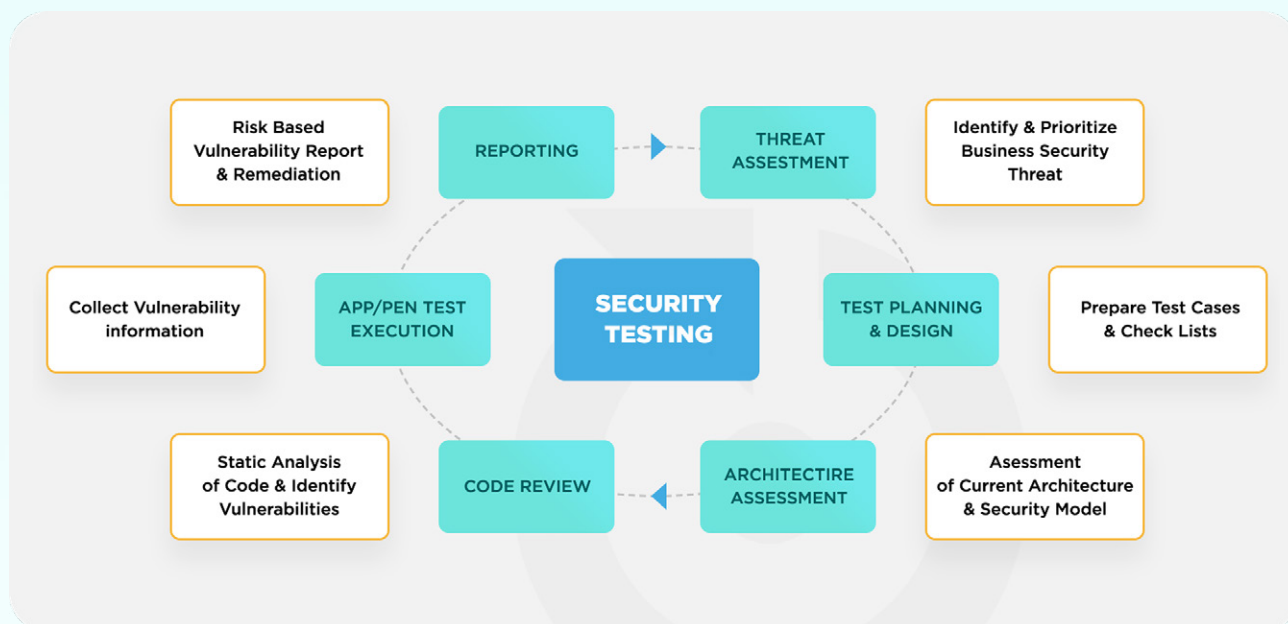 Risk Based
Vulnerability Report
& Remediation
REPORTING
THREAT
ASSESTMENT
Identify & Prioritize
Business Security
Threat
Collect Vulnerability
information
APP/PEN TEST
EXECUTION
SECURITY
TESTING
TEST PLANNING
& DESIGN
Prepare Test Cases
& Check Lists
Static Analysis
of Code & Identify
Vulnerabilities
CODE REVIEW
ARCHITECTIRE
ASSESSMENT
Asessment
of Current Architecture
& Security Model